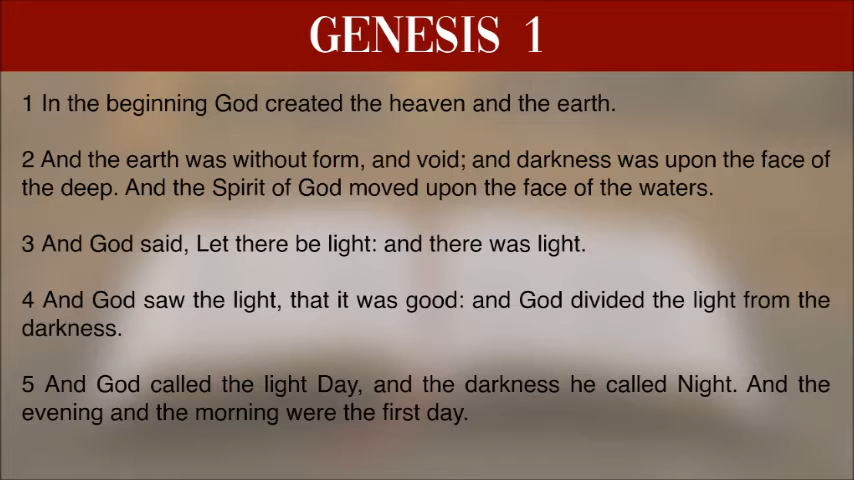 GENESIS 1
1 In the beginning God created the heaven and the earth.
2 And the earth was without form, and void; and darkness was upon the face of
the deep. And the Spirit of God moved upon the face of the waters.
3 And God said, Let there be light: and there was light.
4 And God saw the light, that it was good: and God divided the light from the
darkness.
5 And God called the light Day, and the darkness he called Night. And the
evening and the morning were the first day.